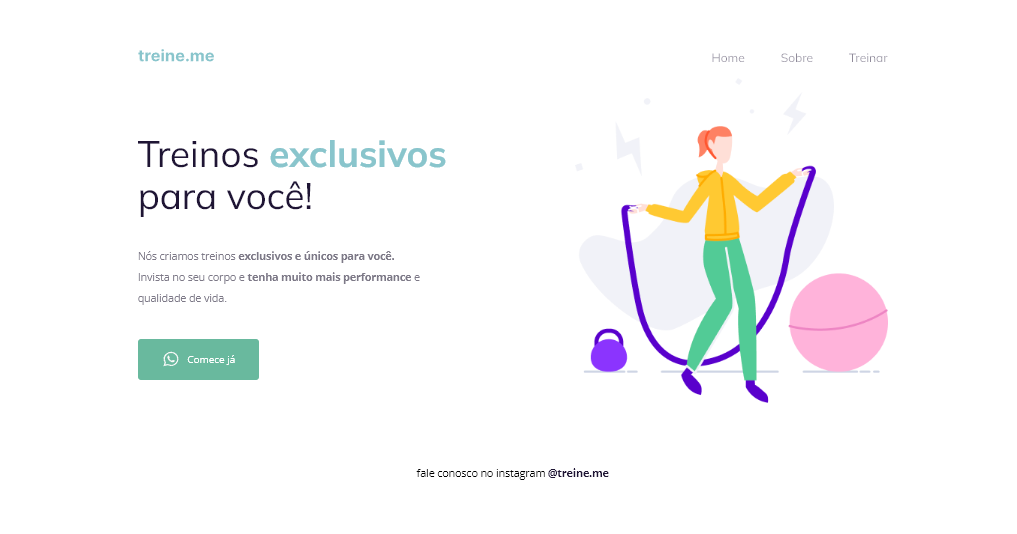 treine.me
Home Sobre Treinar
Treinos exclusivos
para você!
Nós criamos treinos exclusivos e únicos para você.
Invista no seu corpo e tenha muito mais performance e
qualidade de vida.
Comece já
fale conosco no instagram @treine.me